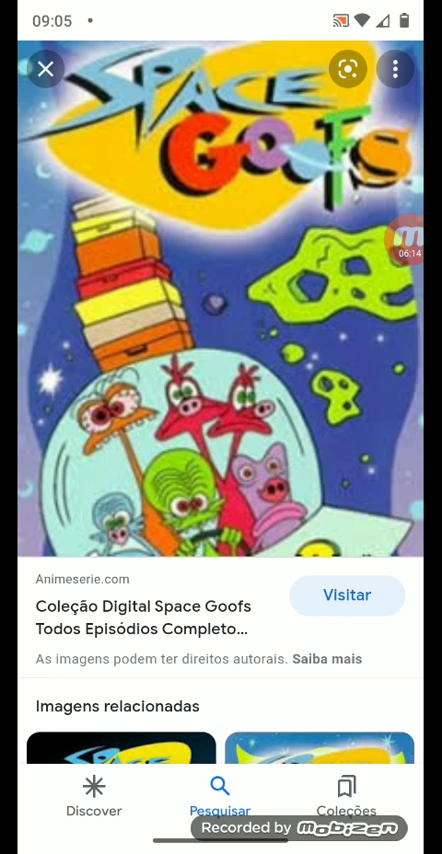 09:05
SPACE
GOOFS
06:14
Animeserie.com
Visitar
Coleção Digital Space Goofs
Todos Episódios Completo...
As imagens podem ter direitos autorais. Saiba mais
Imagens relacionadas
Discover
Pesquisar
Coleções
Recorded by MOBIZEN